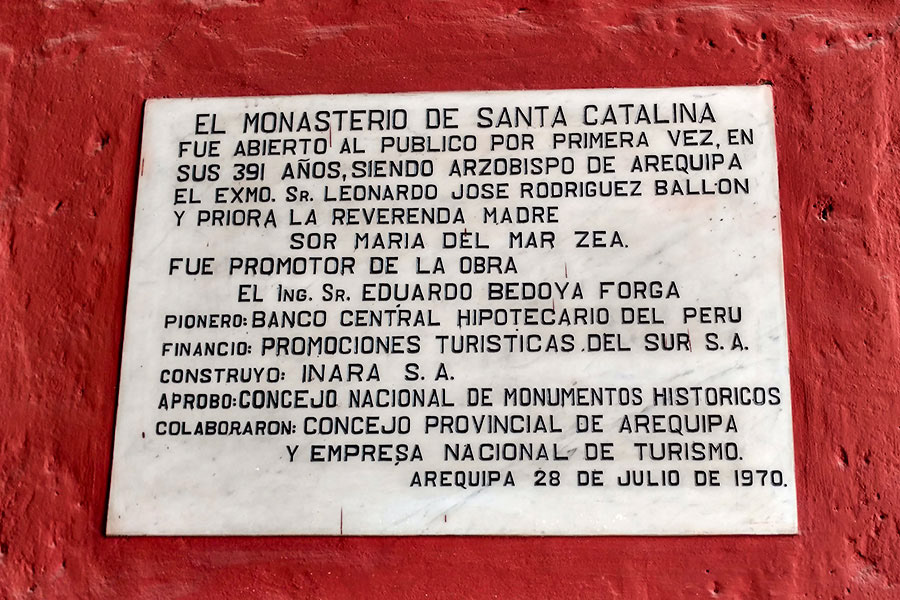 EL MONASTERIO DE SANTA CATALINA
FUE ABIERTO AL PUBLICO POR PRIMERA VEZ, EN
SUS 391 AÑOS, SIENDO ARZOBISPO DE AREQUIPA
EL EXMO. SR. LEONARDO JOSE RODRIGUEZ BALLON
Y PRIORA LA REVERENDA MADRE
SOR MARIA DEL MAR ZEA.
FUE PROMOTOR DE LA OBRA
EL ING. SR. EDUARDO BEDOYA FORGA
PIONERO: BANCO CENTRAL HIPOTECARIO DEL PERU
FINANCIO: PROMOCIONES TURISTICAS DEL SUR S. A.
CONSTRUYO: INARA S. A.
APROBO: CONCEJO NACIONAL DE MONUMENTOS HISTORICOS
COLABORARON: CONCEJO PROVINCIAL DE AREQUIPA
Y EMPRESA NACIONAL DE TURISMO.
AREQUIPA 28 DE JULIO DE 1970.